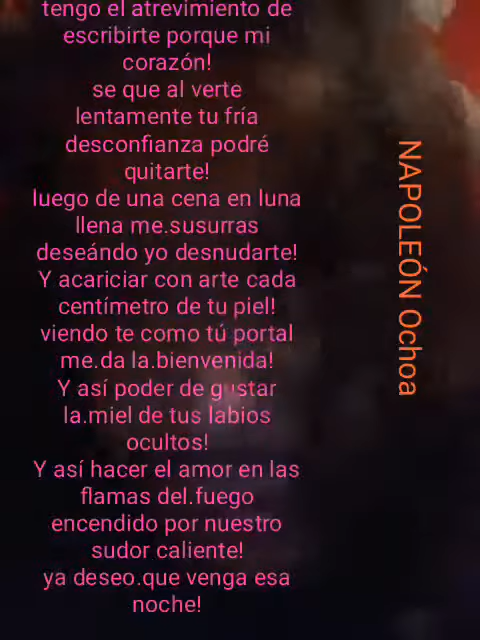 tengo el atrevimiento de
escribirte porque mi
corazón!
se que al verte
lentamente tu fría
desconfianza podré
quitarte!
luego de una cena en luna
llena me.susurras
deseándo yo desnudarte!
Y acariciar con arte cada
centímetro de tu piel!
viendo te como tú portal
me.da la.bienvenida!
Y así poder de gustar
la.miel de tus labios
ocultos!
Y así hacer el amor en las
flamas del.fuego
encendido por nuestro
sudor caliente!
ya deseo.que venga esa
noche!
NAPOLEÓN Ochoa